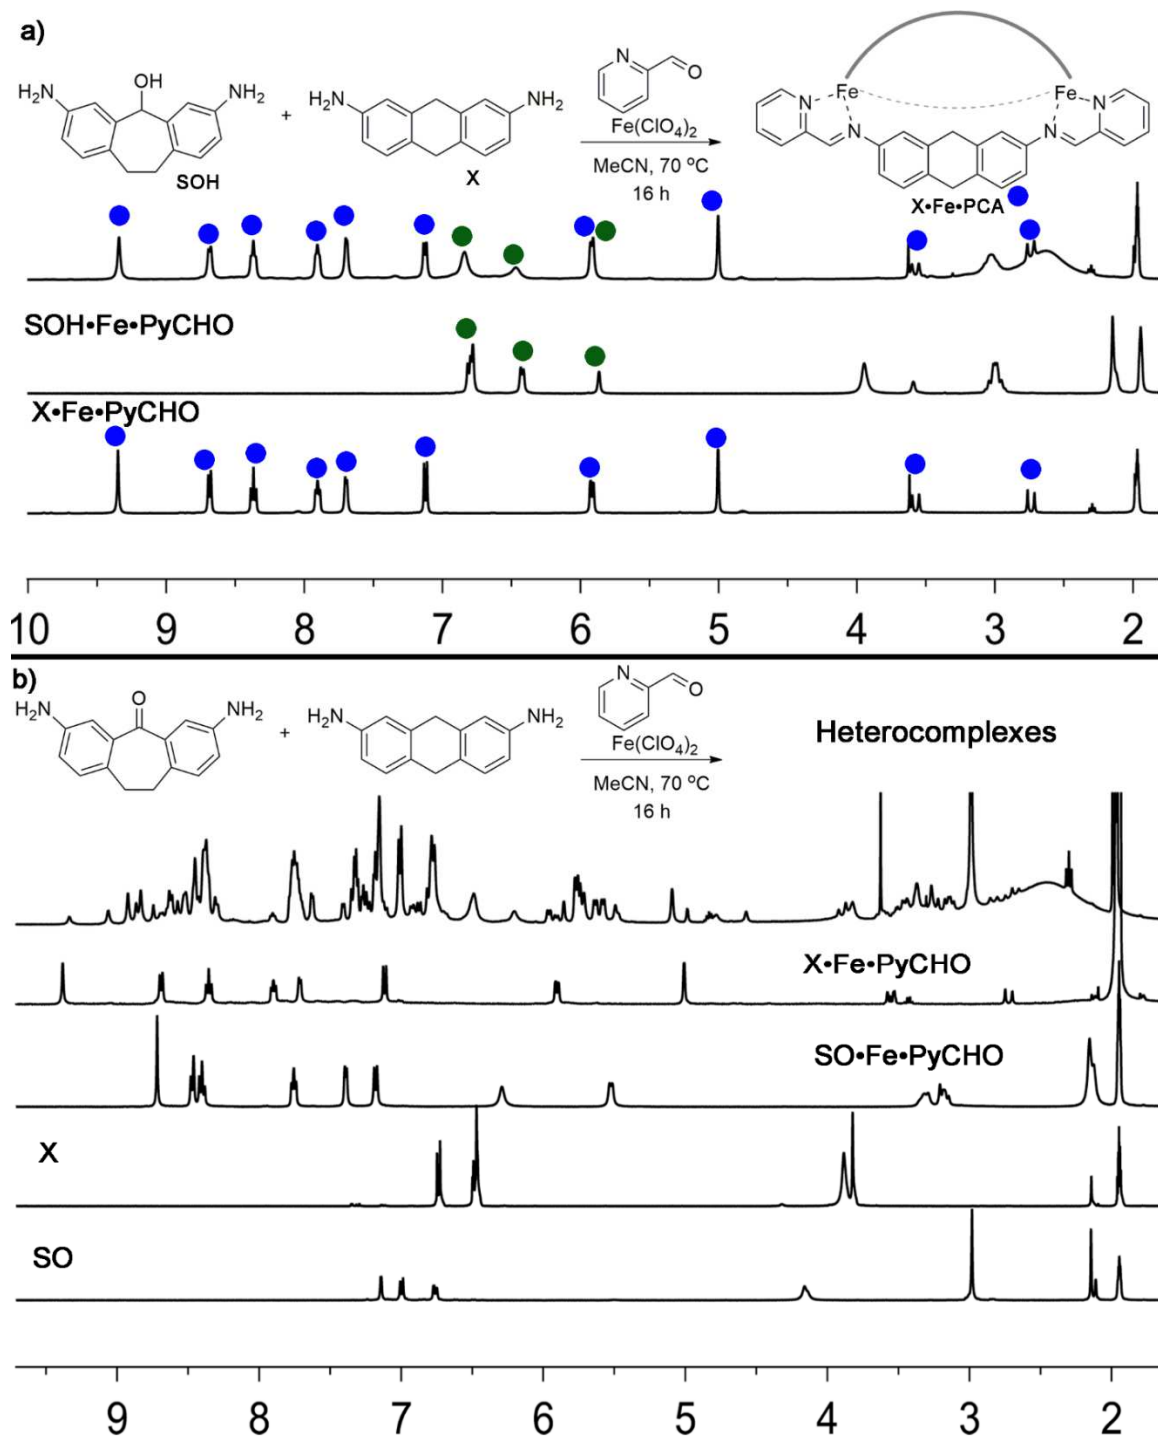 a)
OH
H2N
NH2
SOH
+
H2N
NH2
X
N
O
Fe(ClO4)2
MeCN, 70 °C
16 h
Fe
Fe
N
N
N
N
X•Fe•PCA
SOH•Fe•PyCHO
X•Fe•PyCHO
10 9 8 7 6 5 4 3 2
b)
O
H2N
NH2
+
H2N
NH2
N
O
Fe(ClO4)2
MeCN, 70 °C
16 h
Heterocomplexes
X•Fe•PyCHO
SO•Fe•PyCHO
X
SO
9 8 7 6 5 4 3 2